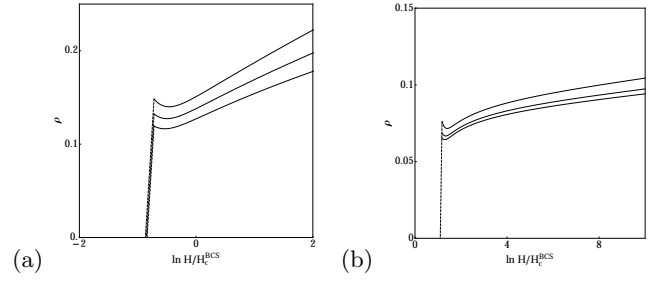 0.2
0.1
0.
ρ
−2
0
2
ln H/H_c^BCS
(a)
0.15
0.1
0.05
0.
ρ
0
4
8
ln H/H_c^BCS
(b)